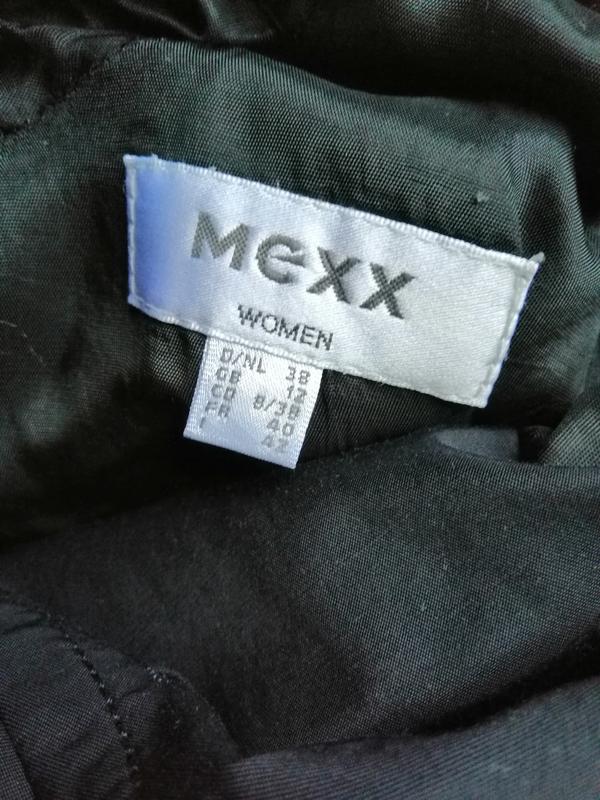 MEXX
WOMEN
D/NL 38
GB 12
CD 8/38
FR 40
I 42